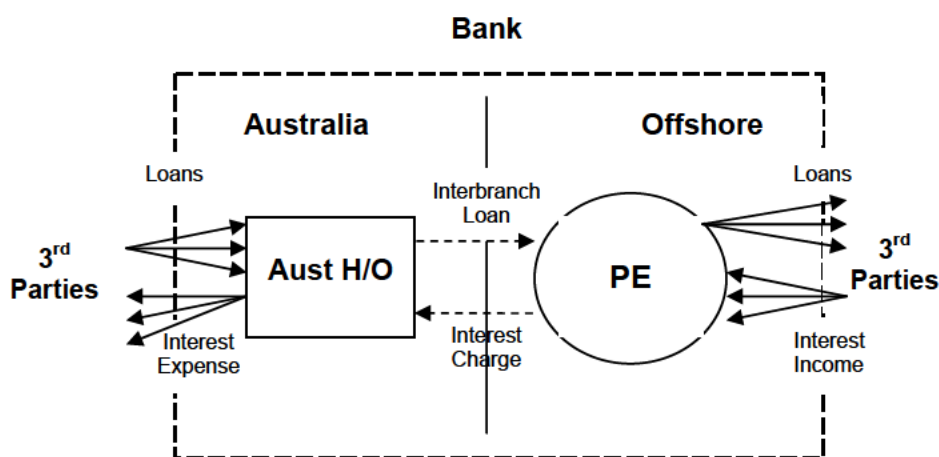 Bank
Australia
Offshore
Loans
Interbranch
Loan
Loans
3rd
Parties
Aust H/O
PE
3rd
Parties
Interest
Expense
Interest
Charge
Interest
Income